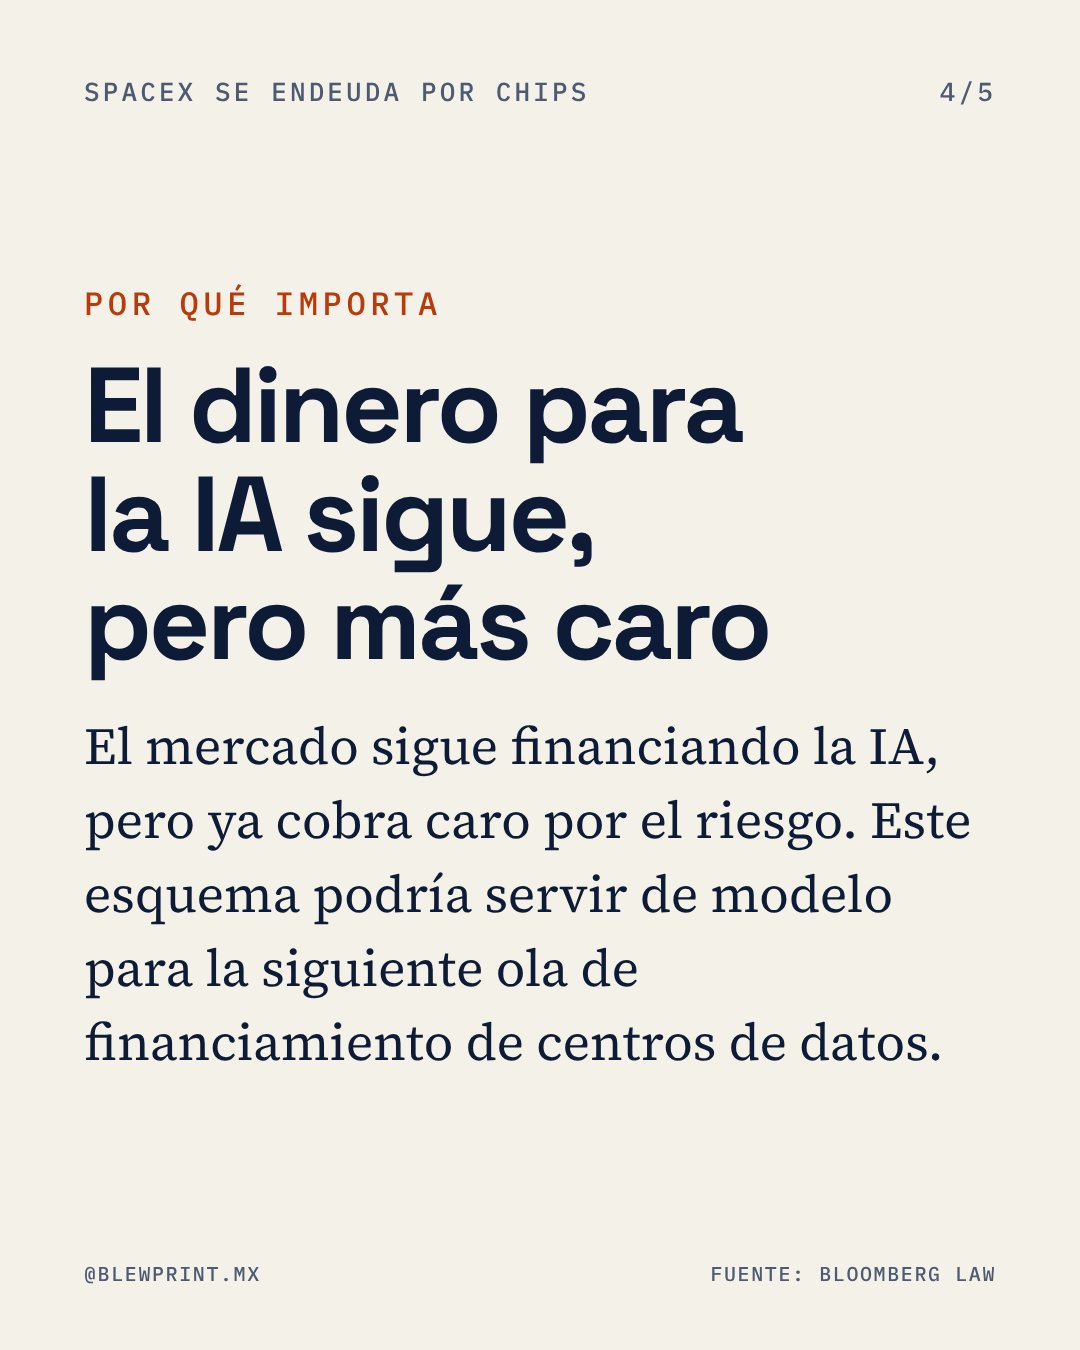 SPACEX SE ENDEUDA POR CHIPS
4/5
POR QUÉ IMPORTA
El dinero para
la IA sigue,
pero más caro
El mercado sigue financiando la IA,
pero ya cobra caro por el riesgo. Este
esquema podría servir de modelo
para la siguiente ola de
financiamiento de centros de datos.
@BLEWPRINT.MX
FUENTE: BLOOMBERG LAW